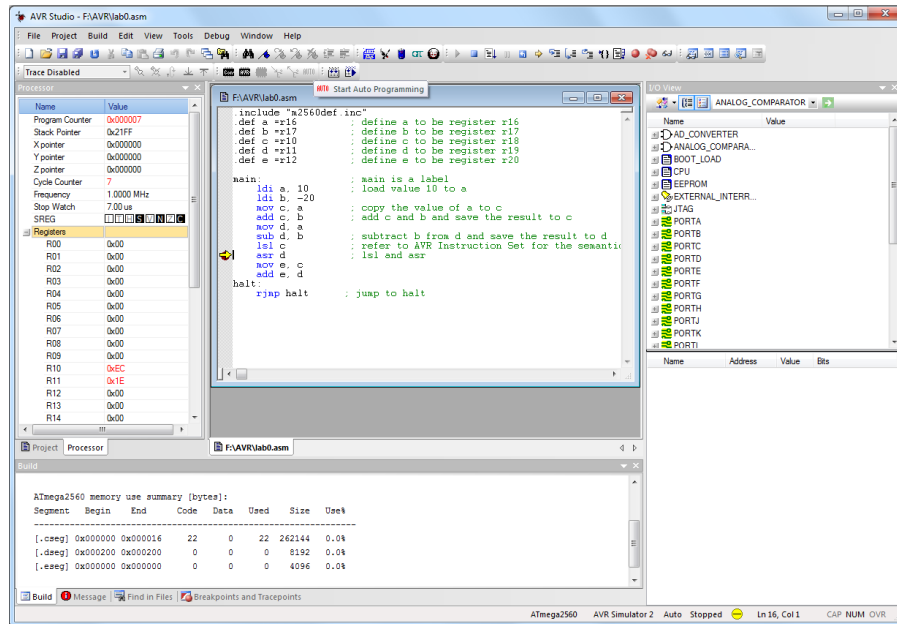 AVR Studio - F:\AVR\lab0.asm
File Project Build Edit View Tools Debug Window Help
Trace Disabled
AUTO Start Auto Programming
Processor
Name Value
Program Counter 0x000007
Stack Pointer 0x21FF
X pointer 0x000000
Y pointer 0x000000
Z pointer 0x000000
Cycle Counter 7
Frequency 1.0000 MHz
Stop Watch 7.00 us
SREG I T H S V N Z C
Registers
R00 0x00
R01 0x00
R02 0x00
R03 0x00
R04 0x00
R05 0x00
R06 0x00
R07 0x00
R08 0x00
R09 0x00
R10 0xEC
R11 0x1E
R12 0x00
R13 0x00
R14 0x00
Project Processor
F:\AVR\lab0.asm
.include "m2560def.inc"
.def a =r16 ; define a to be register r16
.def b =r17 ; define b to be register r17
.def c =r10 ; define c to be register r18
.def d =r11 ; define d to be register r19
.def e =r12 ; define e to be register r20
main: ; main is a label
ldi a, 10 ; load value 10 to a
ldi b, -20
mov c, a ; copy the value of a to c
add c, b ; add c and b and save the result to c
mov d, a
sub d, b ; subtract b from d and save the result to d
lsl c ; refer to AVR Instruction Set for the semantic
asr d ; lsl and asr
mov e, c
add e, d
halt:
rjmp halt ; jump to halt
F:\AVR\lab0.asm
I/O View
ANALOG_COMPARATOR
Name Value
AD_CONVERTER
ANALOG_COMPARA...
BOOT_LOAD
CPU
EEPROM
EXTERNAL_INTERR...
JTAG
PORTA
PORTB
PORTC
PORTD
PORTE
PORTF
PORTG
PORTH
PORTJ
PORTK
PORTL
Name Address Value Bits
Build
ATmega2560 memory use summary [bytes]:
Segment Begin End Code Data Used Size Use%
---------------------------------------------------------------
[.cseg] 0x000000 0x000016 22 0 22 262144 0.0%
[.dseg] 0x000200 0x000200 0 0 0 8192 0.0%
[.eseg] 0x000000 0x000000 0 0 0 4096 0.0%
Build Message Find in Files Breakpoints and Tracepoints
ATmega2560 AVR Simulator 2 Auto Stopped Ln 16, Col 1 CAP NUM OVR